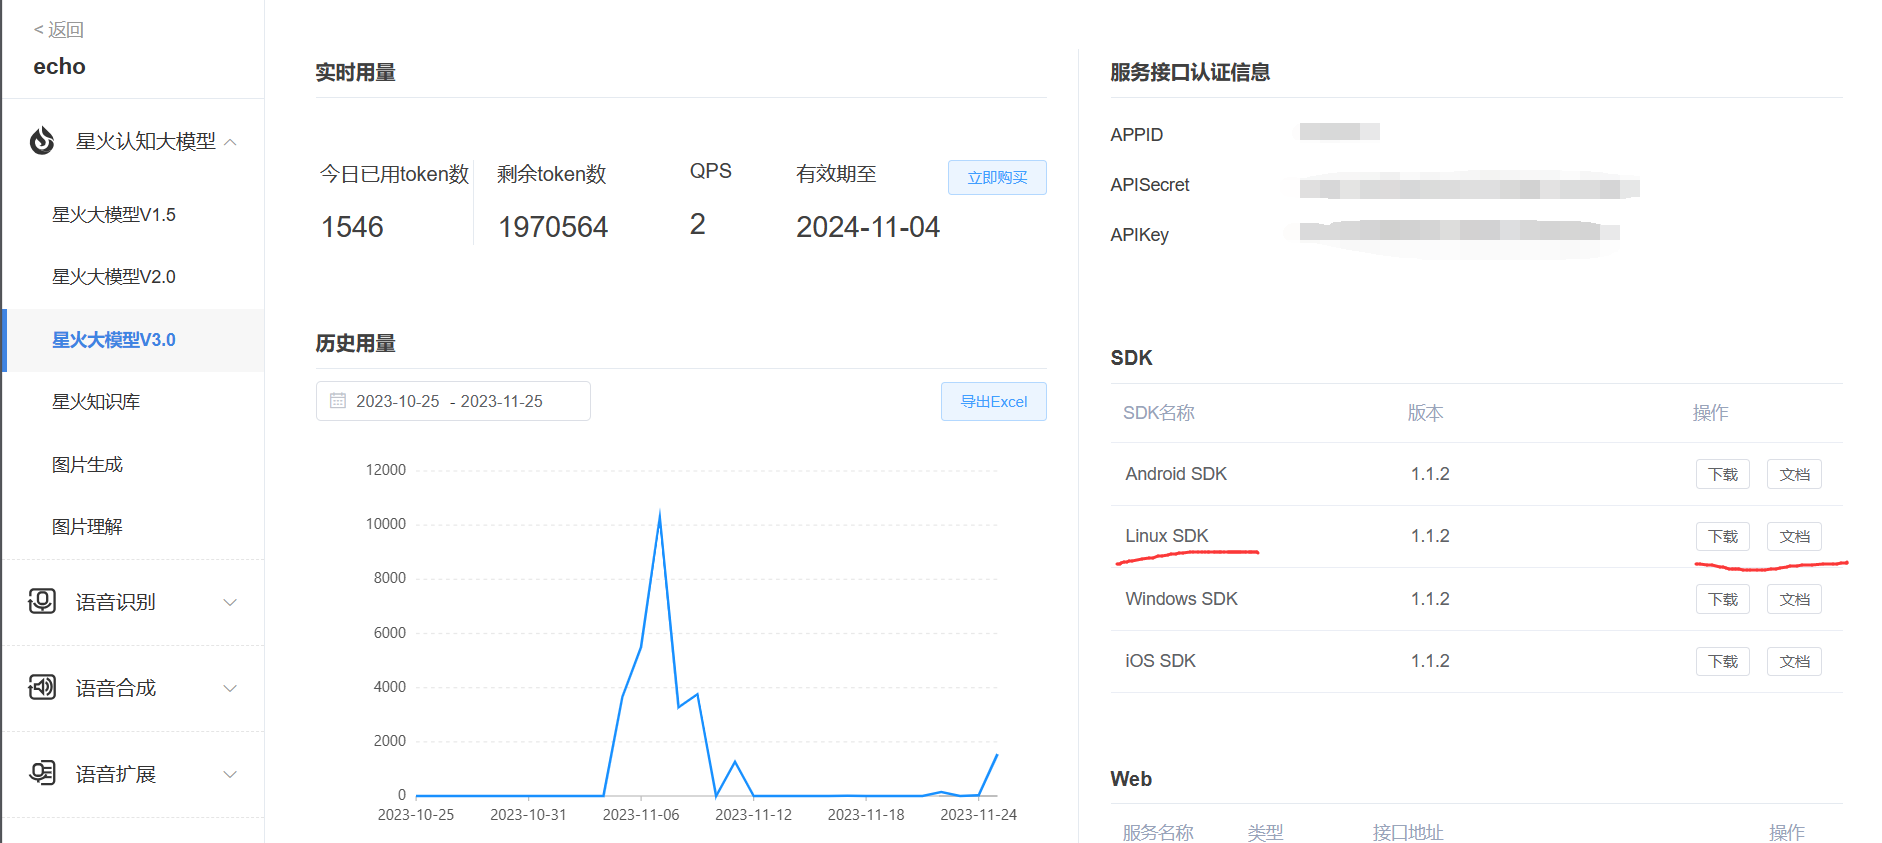 < 返回
echo
星火认知大模型
星火大模型V1.5
星火大模型V2.0
星火大模型V3.0
星火知识库
图片生成
图片理解
语音识别
语音合成
语音扩展
实时用量
今日已用token数
1546
剩余token数
1970564
QPS
2
有效期至
2024-11-04
立即购买
历史用量
2023-10-25 - 2023-11-25
导出Excel
12000
10000
8000
6000
4000
2000
0
2023-10-25 2023-10-31 2023-11-06 2023-11-12 2023-11-18 2023-11-24
服务接口认证信息
APPID
APISecret
APIKey
SDK
SDK名称 版本 操作
Android SDK 1.1.2 下载 文档
Linux SDK 1.1.2 下载 文档
Windows SDK 1.1.2 下载 文档
iOS SDK 1.1.2 下载 文档
Web
服务名称 类型 接口地址 操作